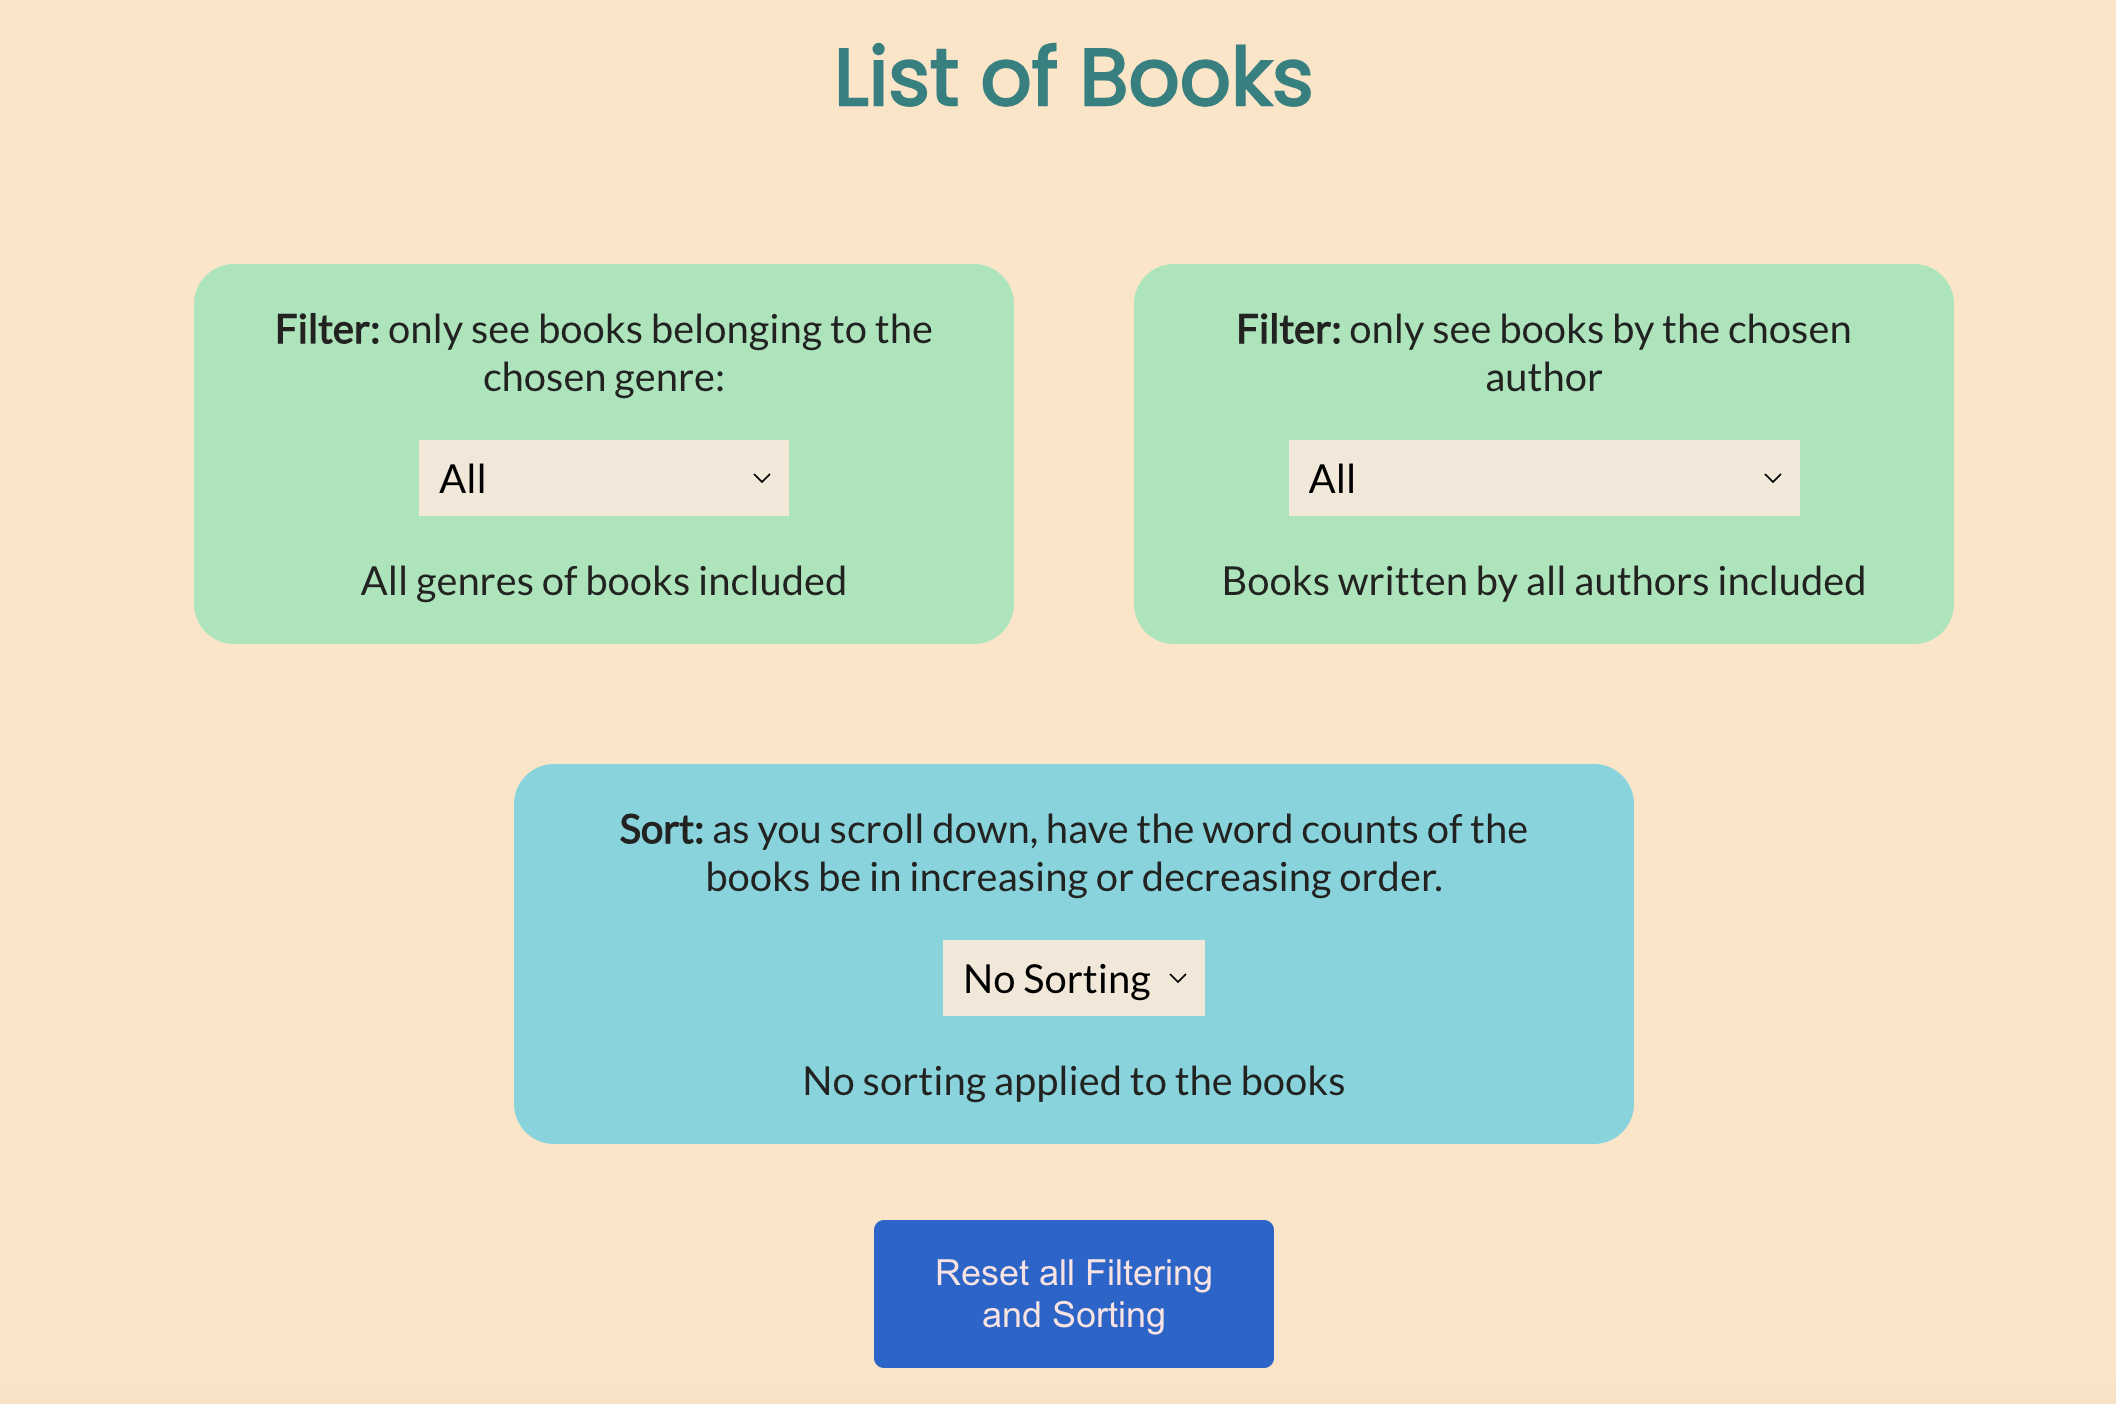 List of Books
Filter: only see books belonging to the
chosen genre:
All
All genres of books included
Filter: only see books by the chosen
author
All
Books written by all authors included
Sort: as you scroll down, have the word counts of the
books be in increasing or decreasing order.
No Sorting
No sorting applied to the books
Reset all Filtering
and Sorting